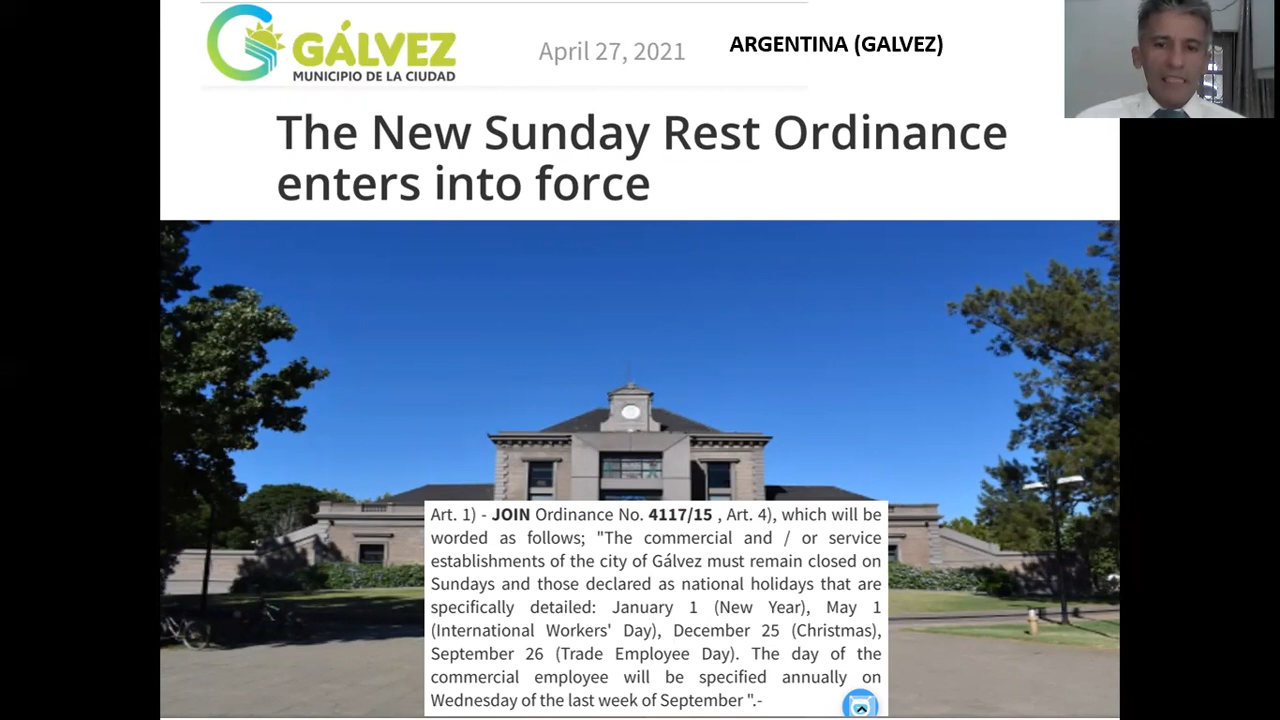 GÁLVEZ
MUNICIPIO DE LA CIUDAD
April 27, 2021
ARGENTINA (GALVEZ)
The New Sunday Rest Ordinance
enters into force
Art. 1) - JOIN Ordinance No. 4117/15 , Art. 4), which will be
worded as follows; "The commercial and / or service
establishments of the city of Gálvez must remain closed on
Sundays and those declared as national holidays that are
specifically detailed: January 1 (New Year), May 1
(International Workers' Day), December 25 (Christmas),
September 26 (Trade Employee Day). The day of the
commercial employee will be specified annually on
Wednesday of the last week of September ".-